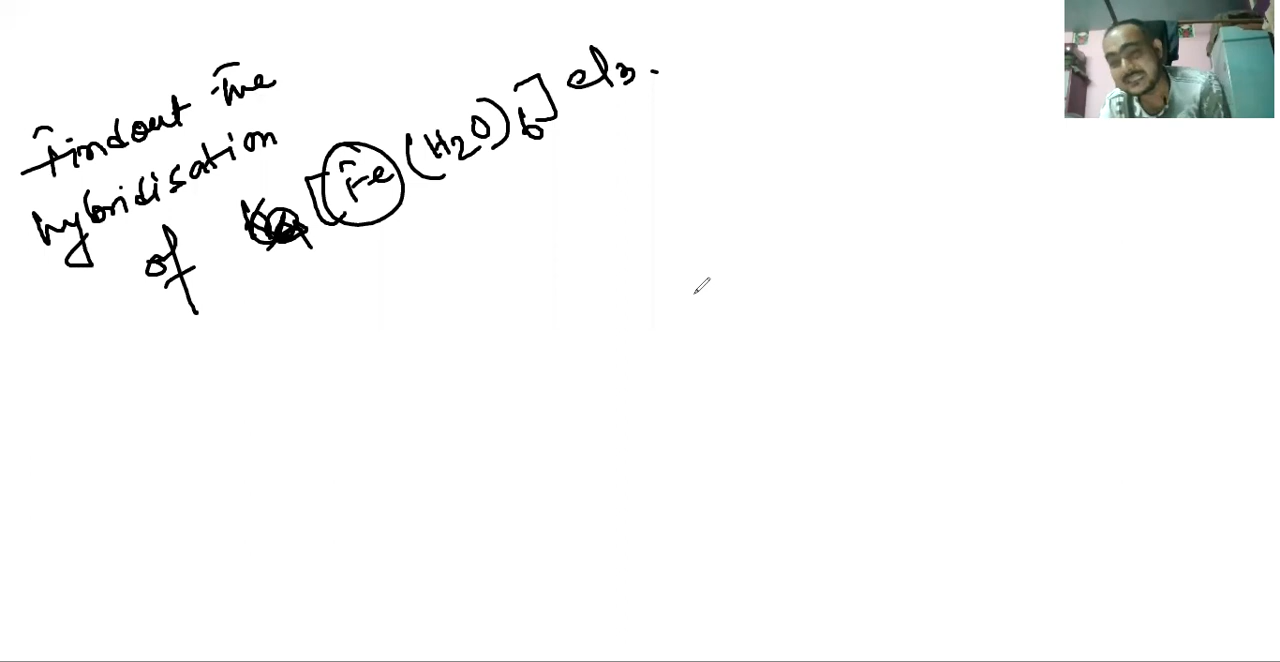 Findout the
hybridisation
of [Fe(H2O)6]Cl3.